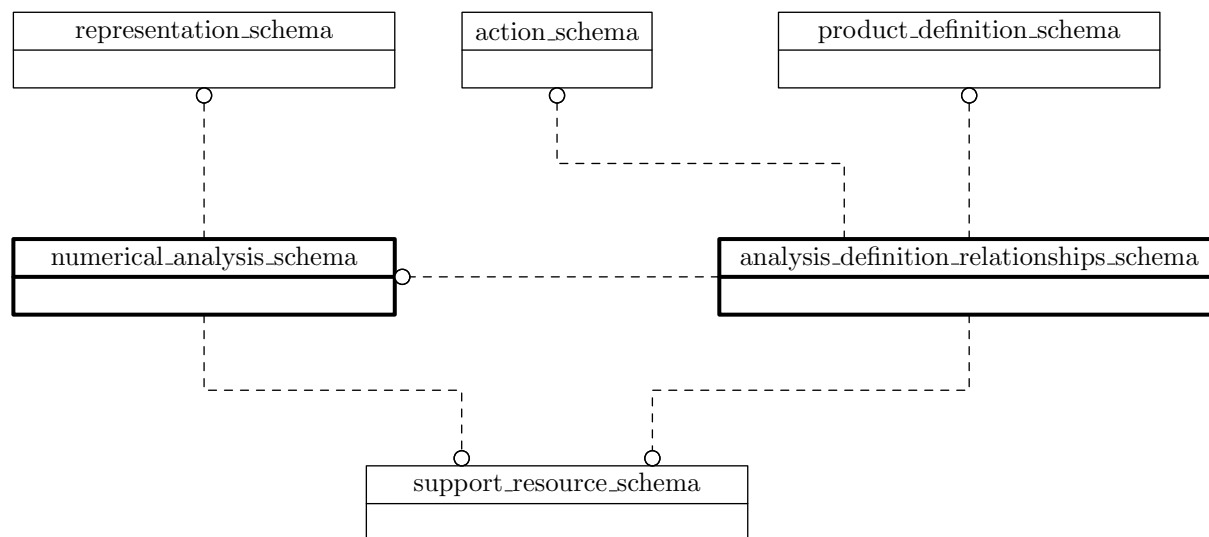 representation_schema
action_schema
product_definition_schema
numerical_analysis_schema
analysis_definition_relationships_schema
support_resource_schema